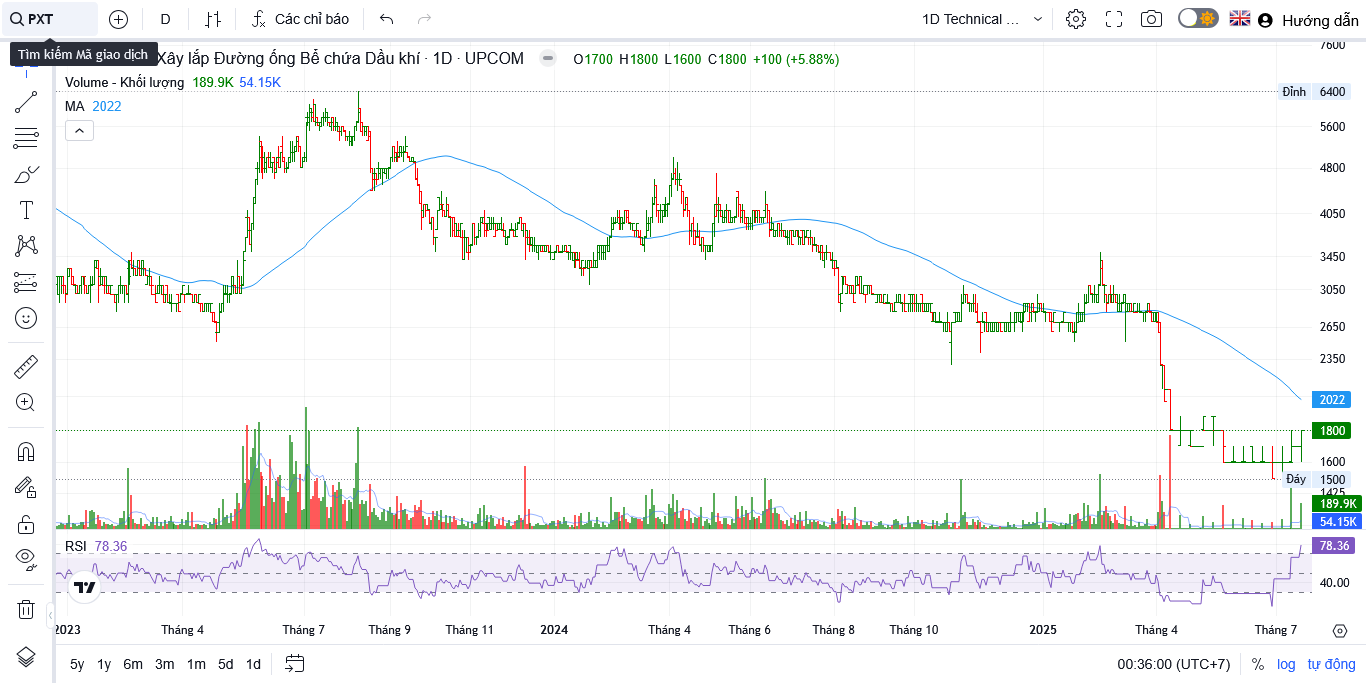 PXT D Các chỉ báo 1D Technical ... Hướng dẫn
Tìm kiếm Mã giao dịch Xây lắp Đường ống Bể chứa Dầu khí · 1D · UPCOM O1700 H1800 L1600 C1800 +100 (+5.88%)
Volume - Khối lượng 189.9K 54.15K
MA 2022
7600
Đỉnh 6400
5600
4800
4050
3450
3050
2650
2350
2022
1800
1600
Đáy 1500
1425
189.9K
54.15K
RSI 78.36
78.36
40.00
2023 Tháng 4 Tháng 7 Tháng 9 Tháng 11 2024 Tháng 4 Tháng 6 Tháng 8 Tháng 10 2025 Tháng 4 Tháng 7
5y 1y 6m 3m 1m 5d 1d 00:36:00 (UTC+7) % log tự động